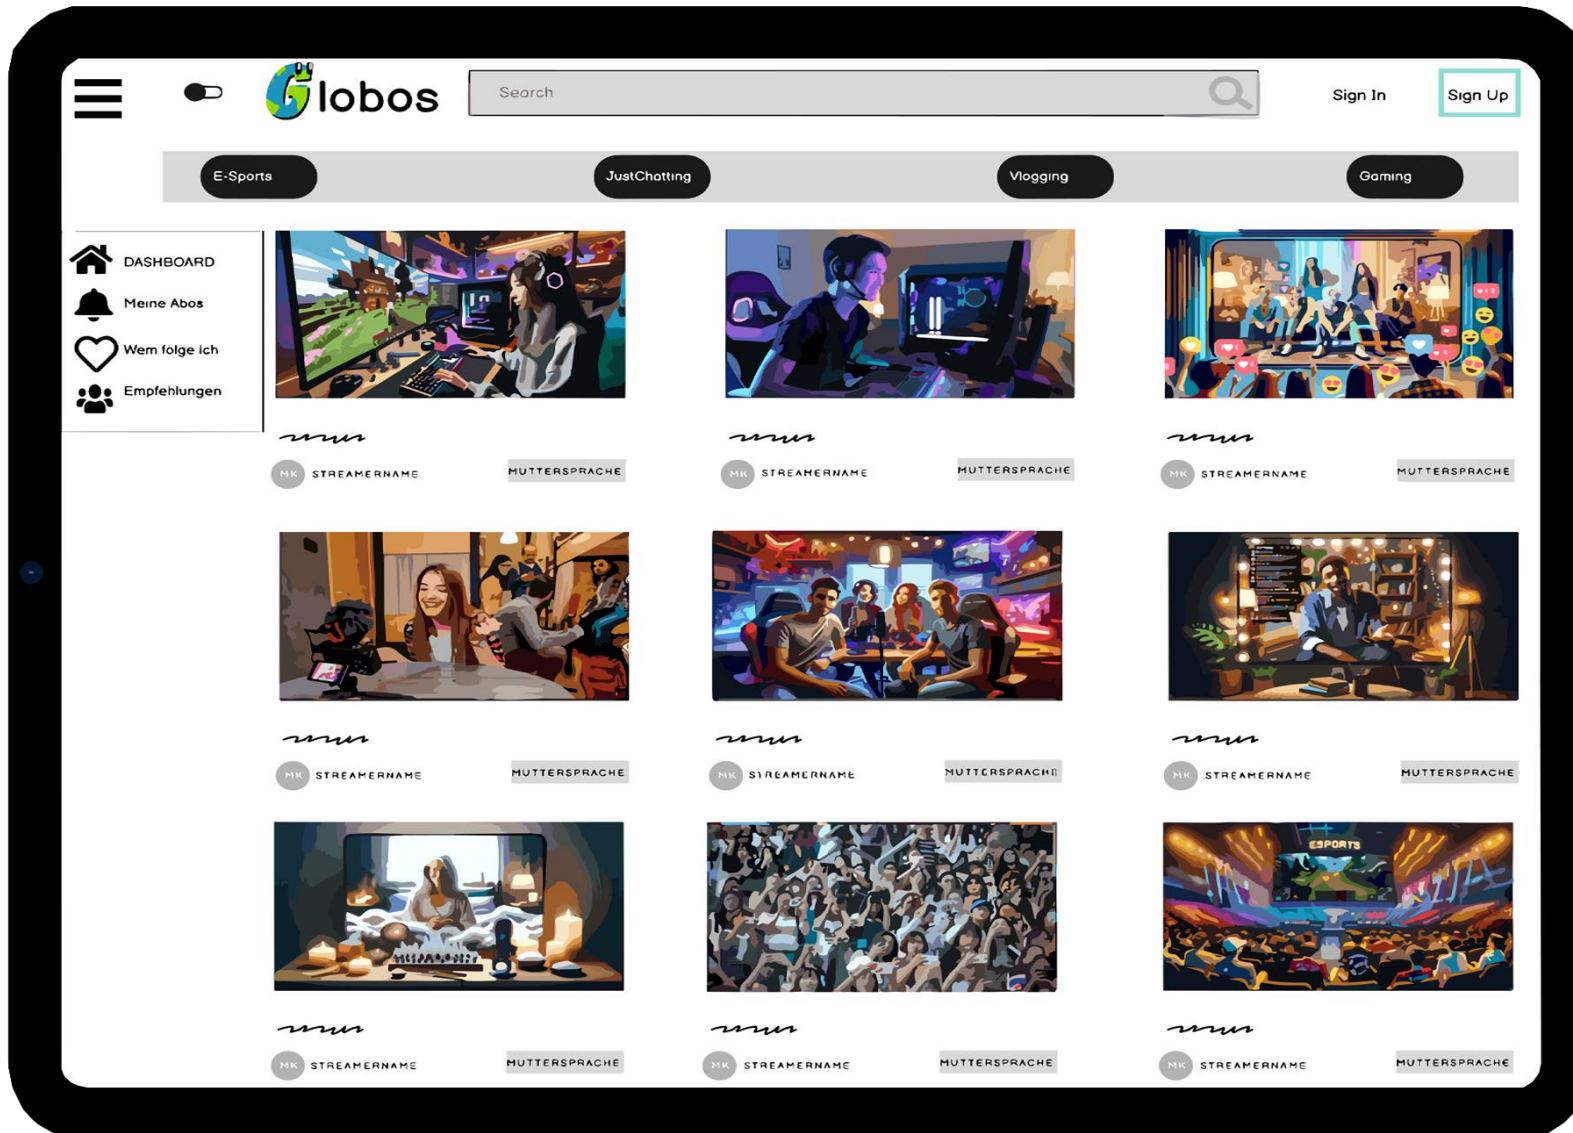 Globos
Search
Sign In
Sign Up
E-Sports
JustChatting
Vlogging
Gaming
DASHBOARD
Meine Abos
Wem folge ich
Empfehlungen
MK STREAMERNAME MUTTERSPRACHE
MK STREAMERNAME MUTTERSPRACHE
MK STREAMERNAME MUTTERSPRACHE
MK STREAMERNAME MUTTERSPRACHE
MK STREAMERNAME MUTTERSPRACHE
MK STREAMERNAME MUTTERSPRACHE
ESPORTS
MK STREAMERNAME MUTTERSPRACHE
MK STREAMERNAME MUTTERSPRACHE
MK STREAMERNAME MUTTERSPRACHE